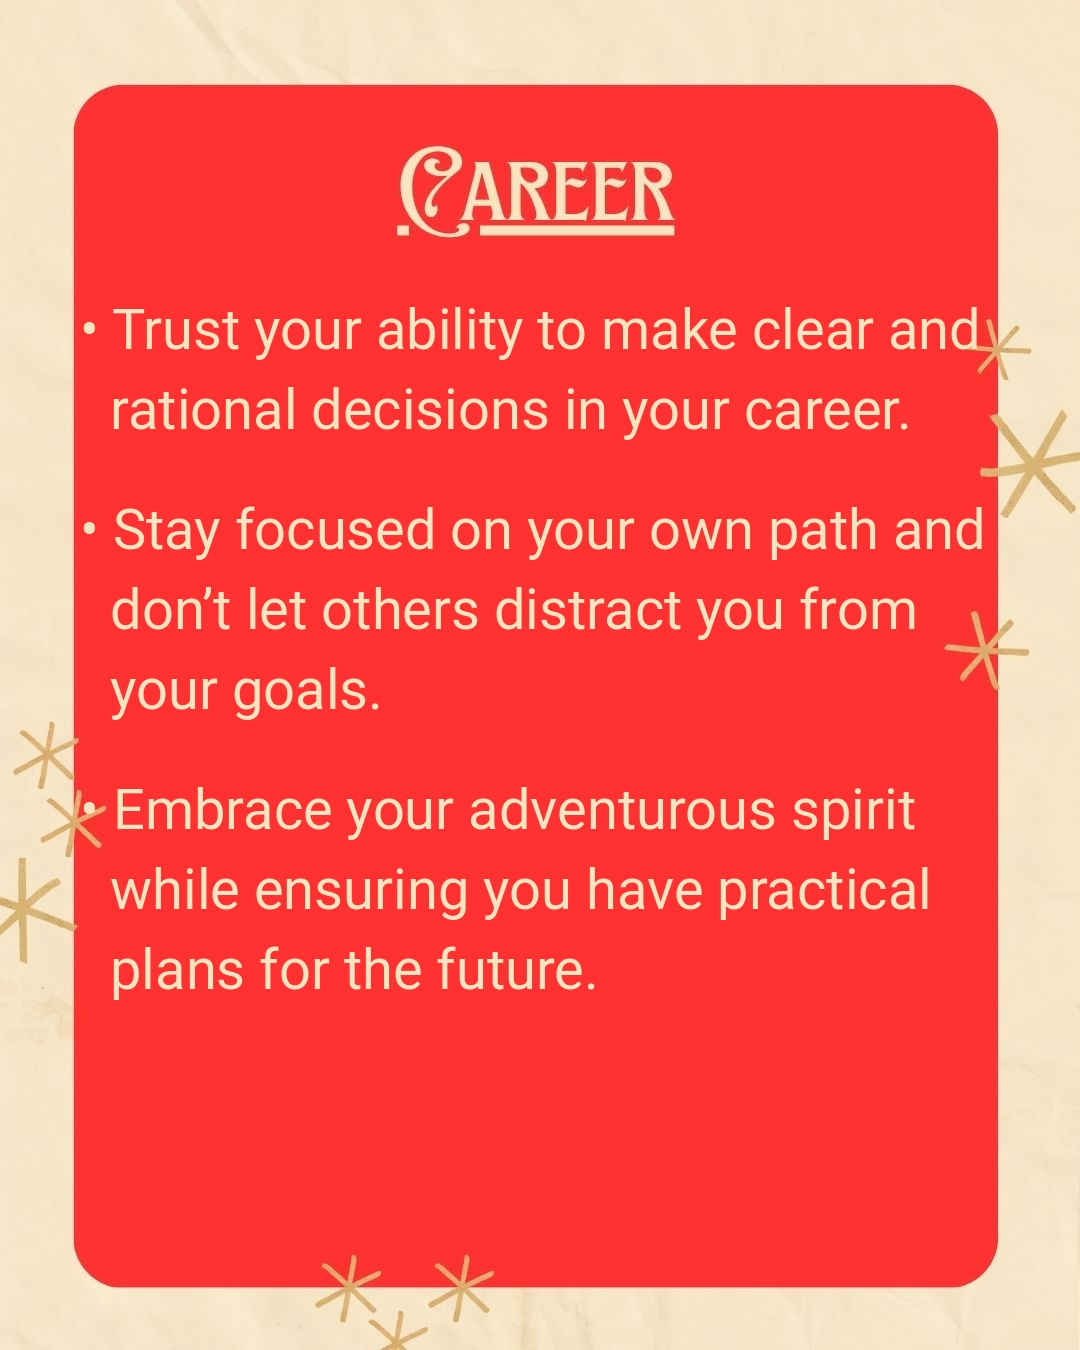 Career
• Trust your ability to make clear and
rational decisions in your career.
• Stay focused on your own path and
don’t let others distract you from
your goals.
• Embrace your adventurous spirit
while ensuring you have practical
plans for the future.